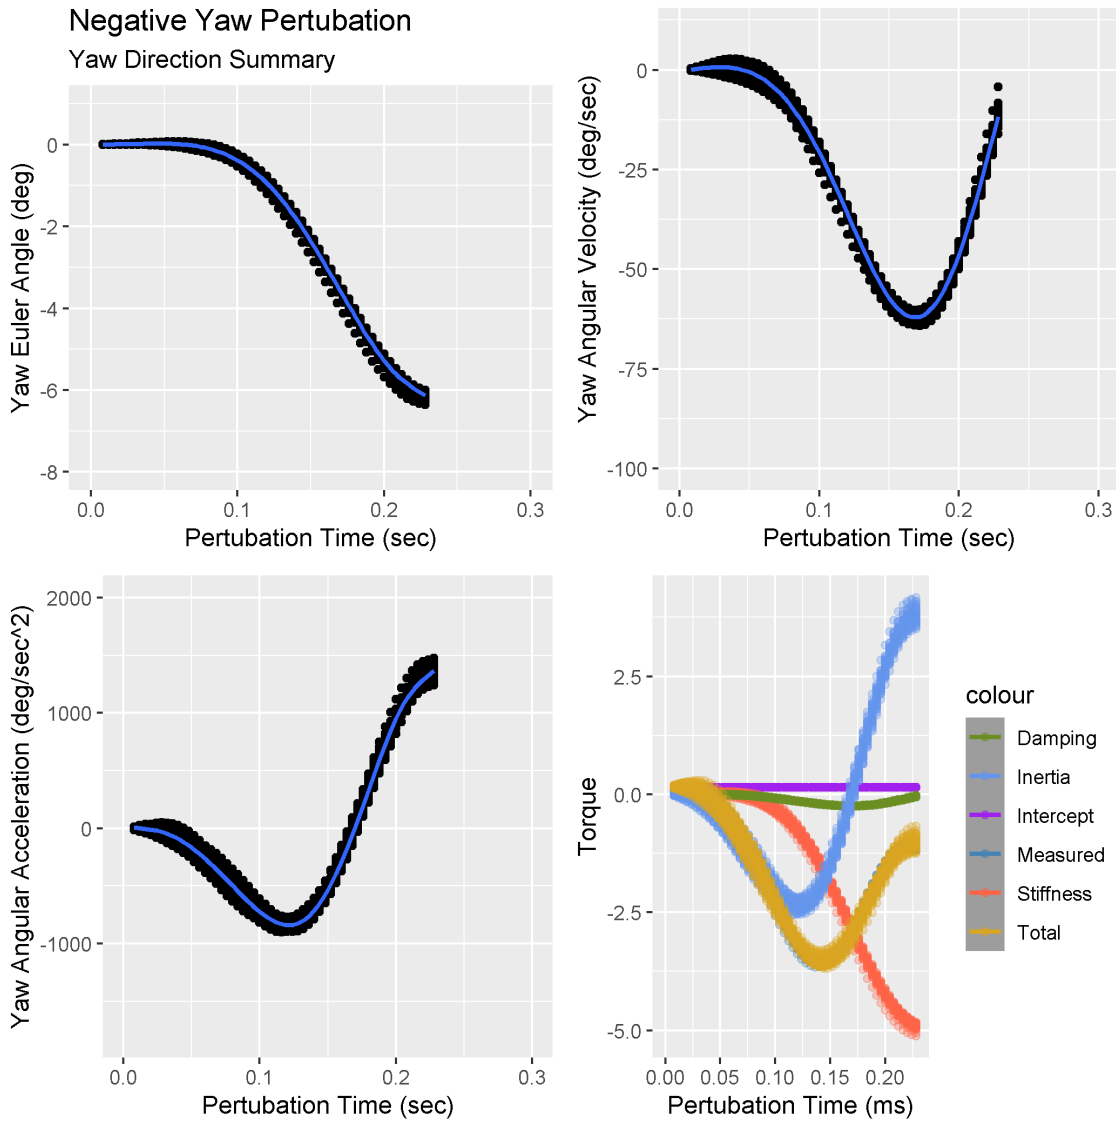 Negative Yaw Pertubation
Yaw Direction Summary
Yaw Euler Angle (deg)
0
-2
-4
-6
-8
0.0 0.1 0.2 0.3
Pertubation Time (sec)
Yaw Angular Velocity (deg/sec)
0
-25
-50
-75
-100
0.0 0.1 0.2 0.3
Pertubation Time (sec)
Yaw Angular Acceleration (deg/sec^2)
2000
1000
0
-1000
0.0 0.1 0.2 0.3
Pertubation Time (sec)
Torque
2.5
0.0
-2.5
-5.0
0.00 0.05 0.10 0.15 0.20
Pertubation Time (ms)
colour
Damping
Inertia
Intercept
Measured
Stiffness
Total